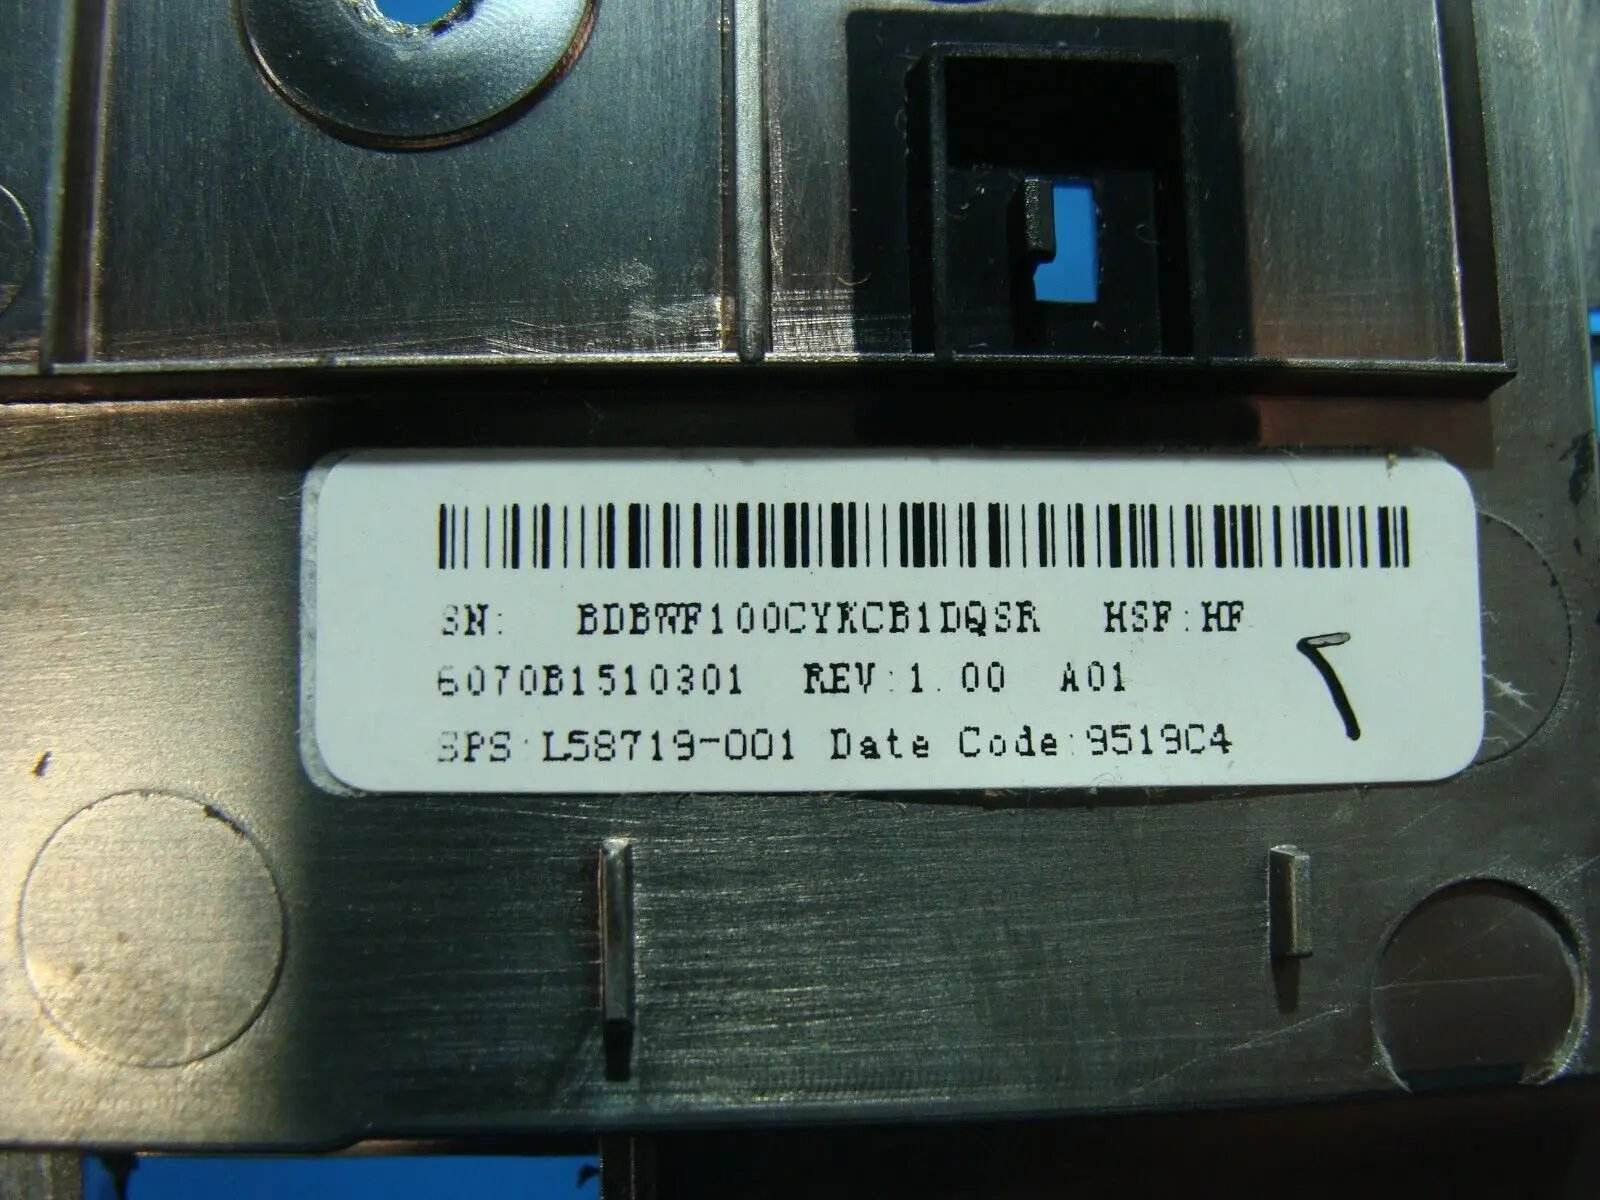 SN: BDBWF100CYKCB1DQSR HSF:HF
6070B1510301 REV:1.00 A01
SPS:L58719-001 Date Code:9519C4